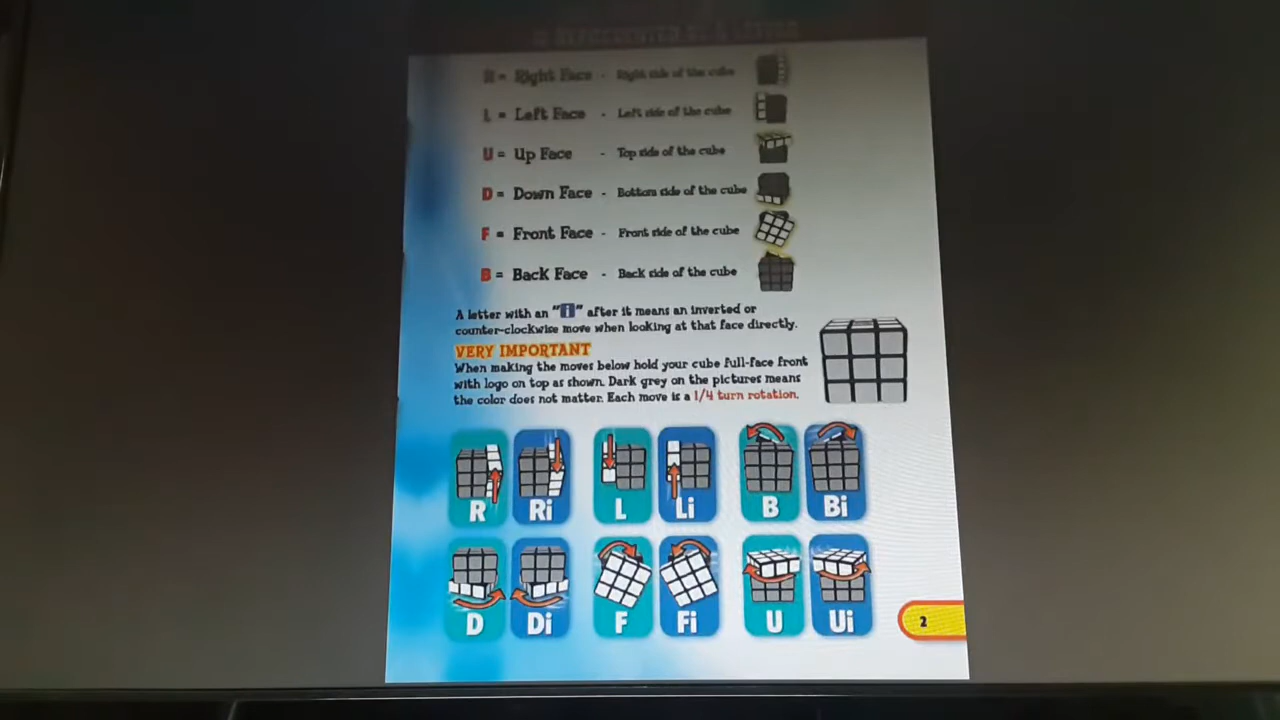 R = Right Face - Right side of the cube
L = Left Face - Left side of the cube
U = Up Face - Top side of the cube
D = Down Face - Bottom side of the cube
F = Front Face - Front side of the cube
B = Back Face - Back side of the cube
A letter with an "i" after it means an inverted or
counter-clockwise move when looking at that face directly.
VERY IMPORTANT
When making the moves below hold your cube full-face front
with logo on top as shown. Dark grey on the pictures means
the color does not matter. Each move is a 1/4 turn rotation.
R Ri L Li B Bi
D Di F Fi U Ui
2